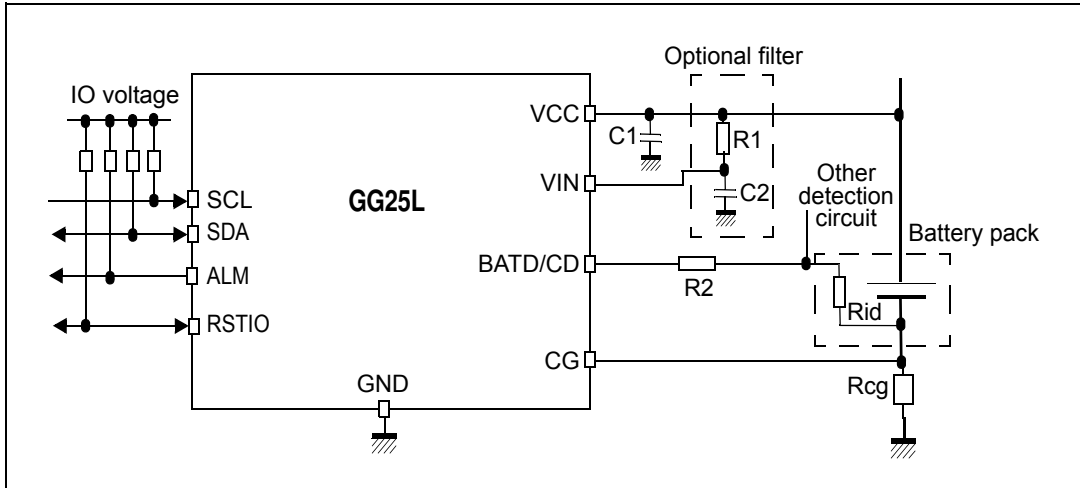 Optional filter
IO voltage
VCC
C1
R1
VIN
C2
GG25L
SCL
SDA
ALM
RSTIO
Other
detection
circuit
Battery pack
BATD/CD
R2
Rid
CG
Rcg
GND